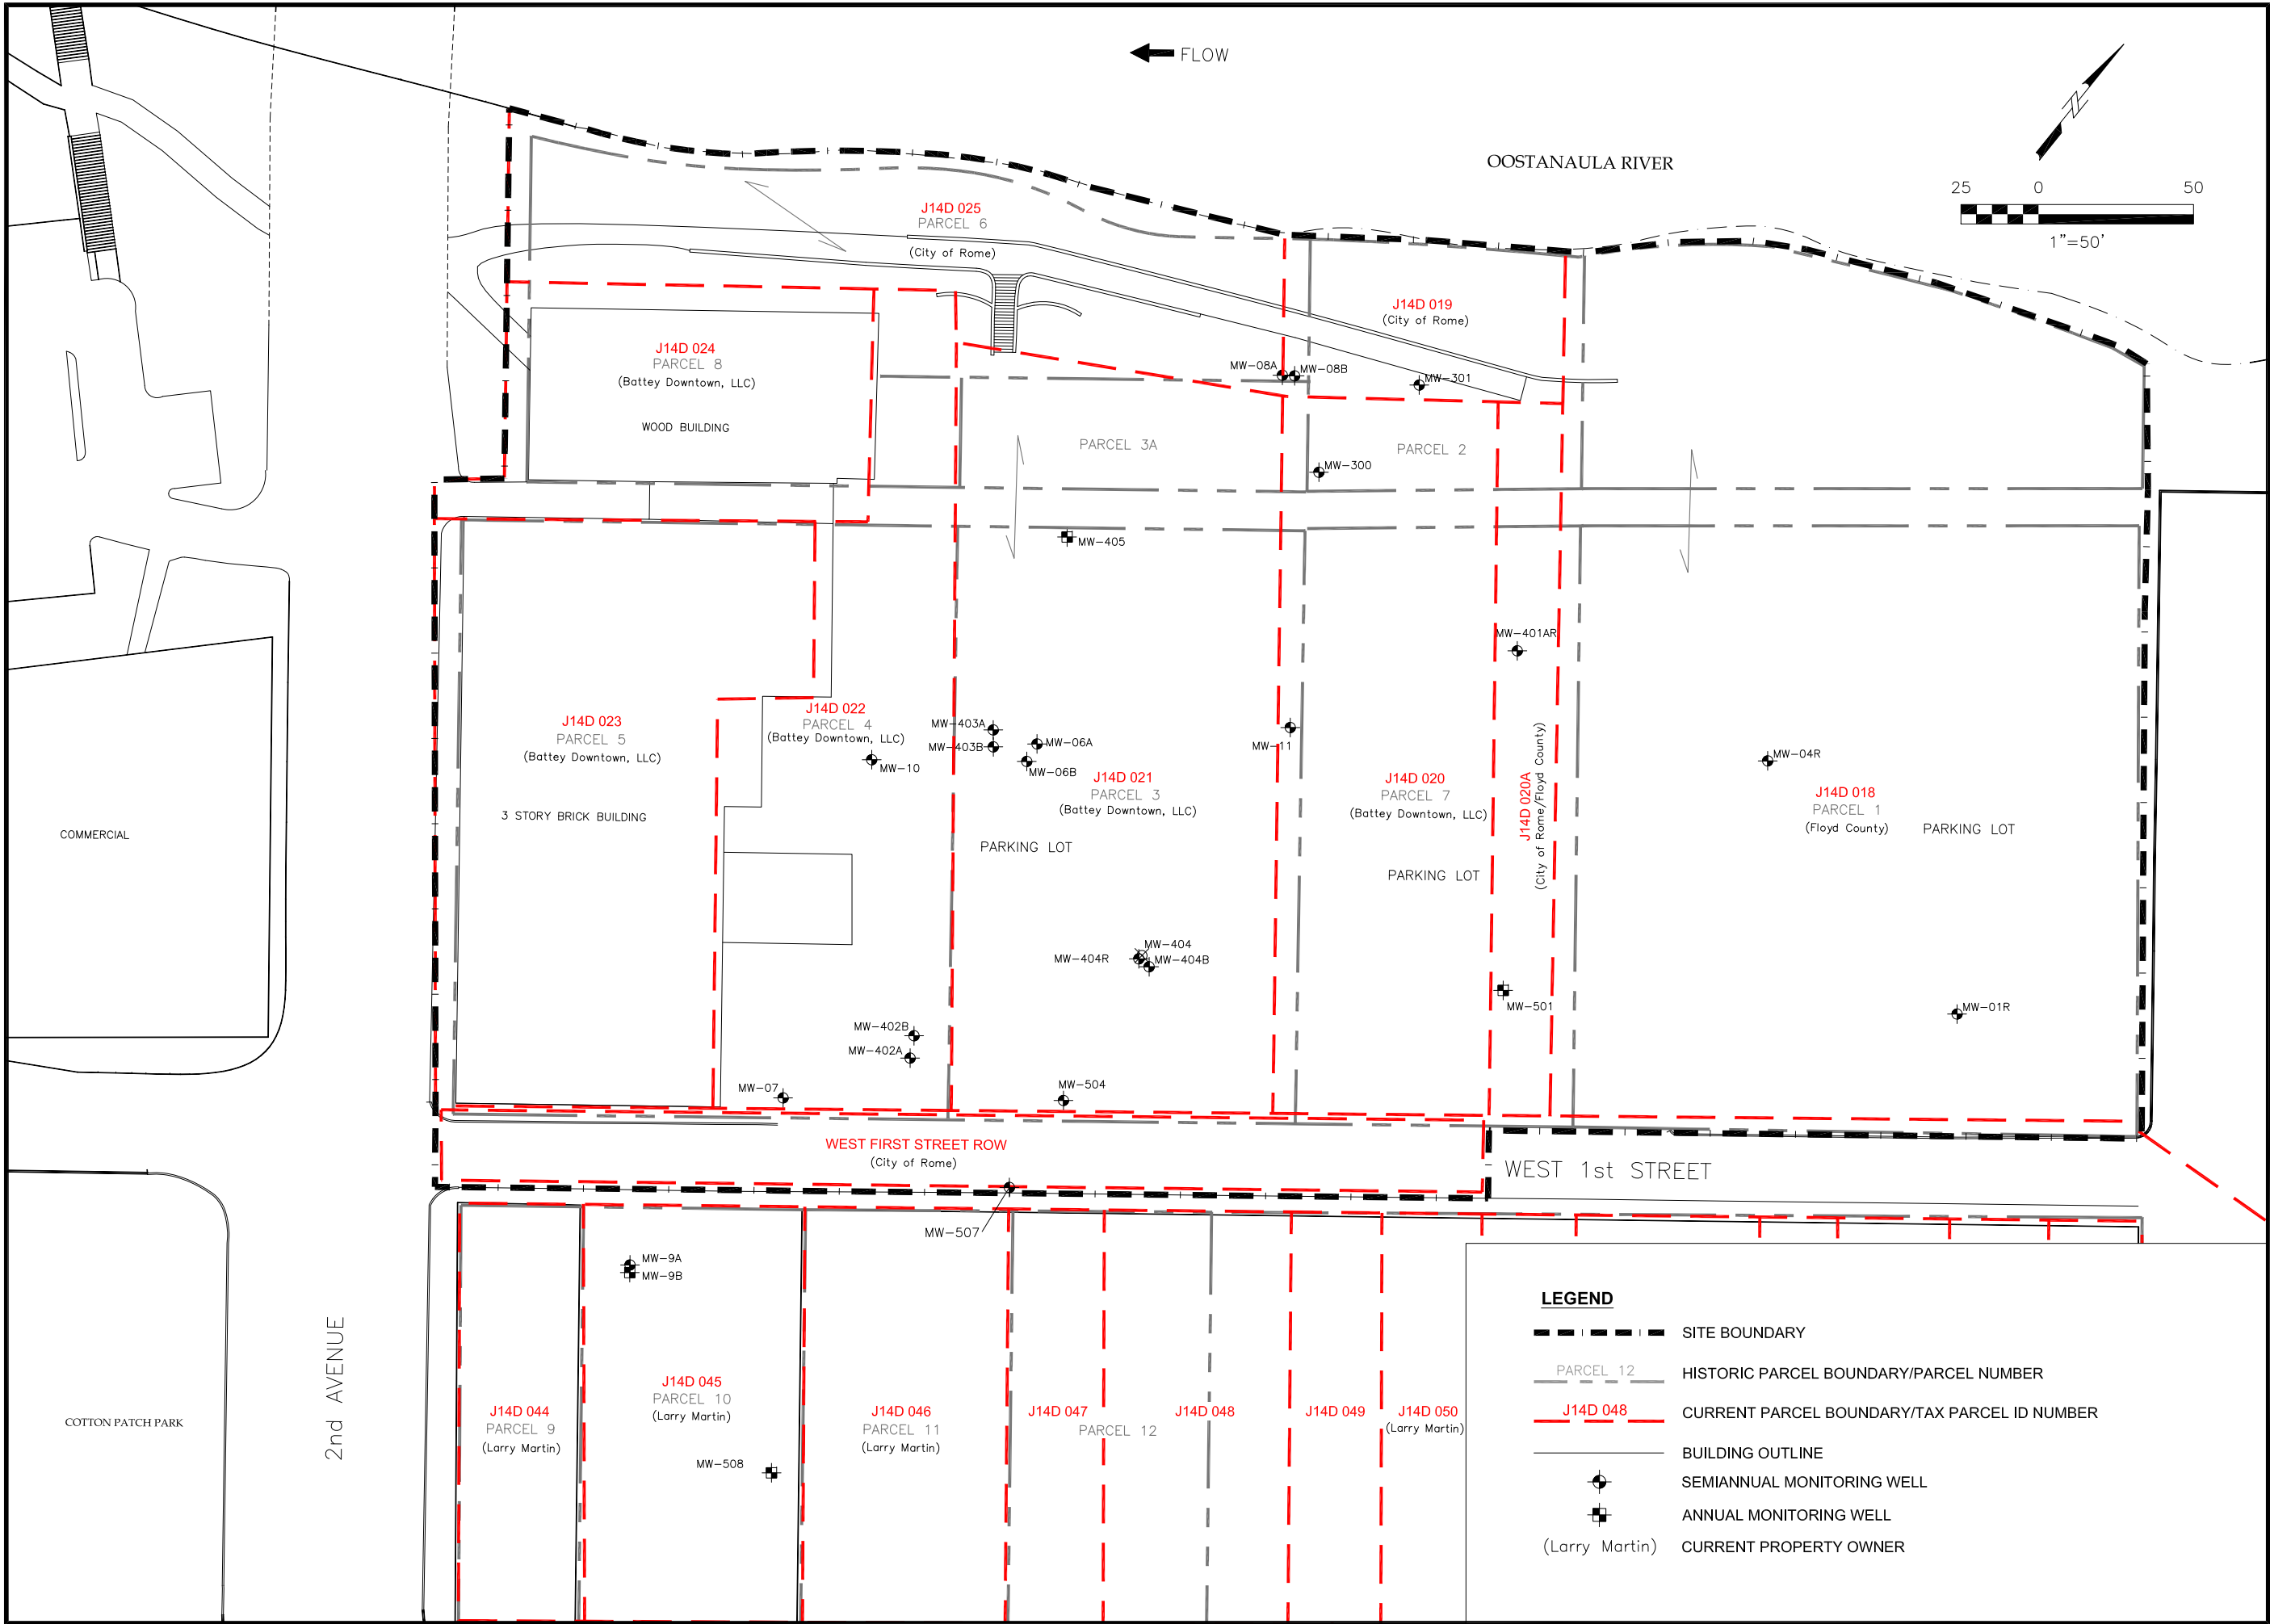 FLOW
OOSTANAULA RIVER
N
25 0 50
1"=50'
J14D 025
PARCEL 6
(City of Rome)
J14D 019
(City of Rome)
J14D 024
PARCEL 8
(Battey Downtown, LLC)
WOOD BUILDING
MW-08A
MW-08B
MW-301
PARCEL 3A
PARCEL 2
MW-300
MW-405
MW-401AR
J14D 023
PARCEL 5
(Battey Downtown, LLC)
3 STORY BRICK BUILDING
J14D 022
PARCEL 4
(Battey Downtown, LLC)
MW-10
MW-403A
MW-403B
MW-06A
MW-06B
MW-11
J14D 021
PARCEL 3
(Battey Downtown, LLC)
PARKING LOT
J14D 020
PARCEL 7
(Battey Downtown, LLC)
PARKING LOT
J14D 020A
(City of Rome/Floyd County)
MW-04R
J14D 018
PARCEL 1
(Floyd County)
PARKING LOT
COMMERCIAL
MW-404
MW-404R
MW-404B
MW-501
MW-01R
MW-402B
MW-402A
MW-07
MW-504
WEST FIRST STREET ROW
(City of Rome)
WEST 1st STREET
MW-507
MW-9A
MW-9B
2nd AVENUE
COTTON PATCH PARK
J14D 044
PARCEL 9
(Larry Martin)
J14D 045
PARCEL 10
(Larry Martin)
MW-508
J14D 046
PARCEL 11
(Larry Martin)
J14D 047
PARCEL 12
J14D 048
J14D 049
J14D 050
(Larry Martin)
LEGEND
SITE BOUNDARY
PARCEL 12 HISTORIC PARCEL BOUNDARY/PARCEL NUMBER
J14D 048 CURRENT PARCEL BOUNDARY/TAX PARCEL ID NUMBER
BUILDING OUTLINE
SEMIANNUAL MONITORING WELL
ANNUAL MONITORING WELL
(Larry Martin) CURRENT PROPERTY OWNER